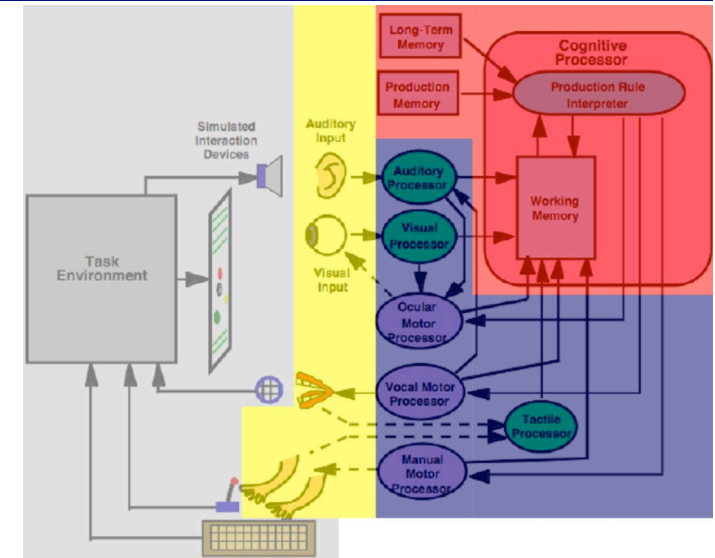 Long-Term
Memory
Cognitive
Processor
Production
Memory
Production Rule
Interpreter
Simulated
Interaction
Devices
Auditory
Input
Auditory
Processor
Working
Memory
Visual
Processor
Task
Environment
Visual
Input
Ocular
Motor
Processor
Vocal Motor
Processor
Tactile
Processor
Manual
Motor
Processor